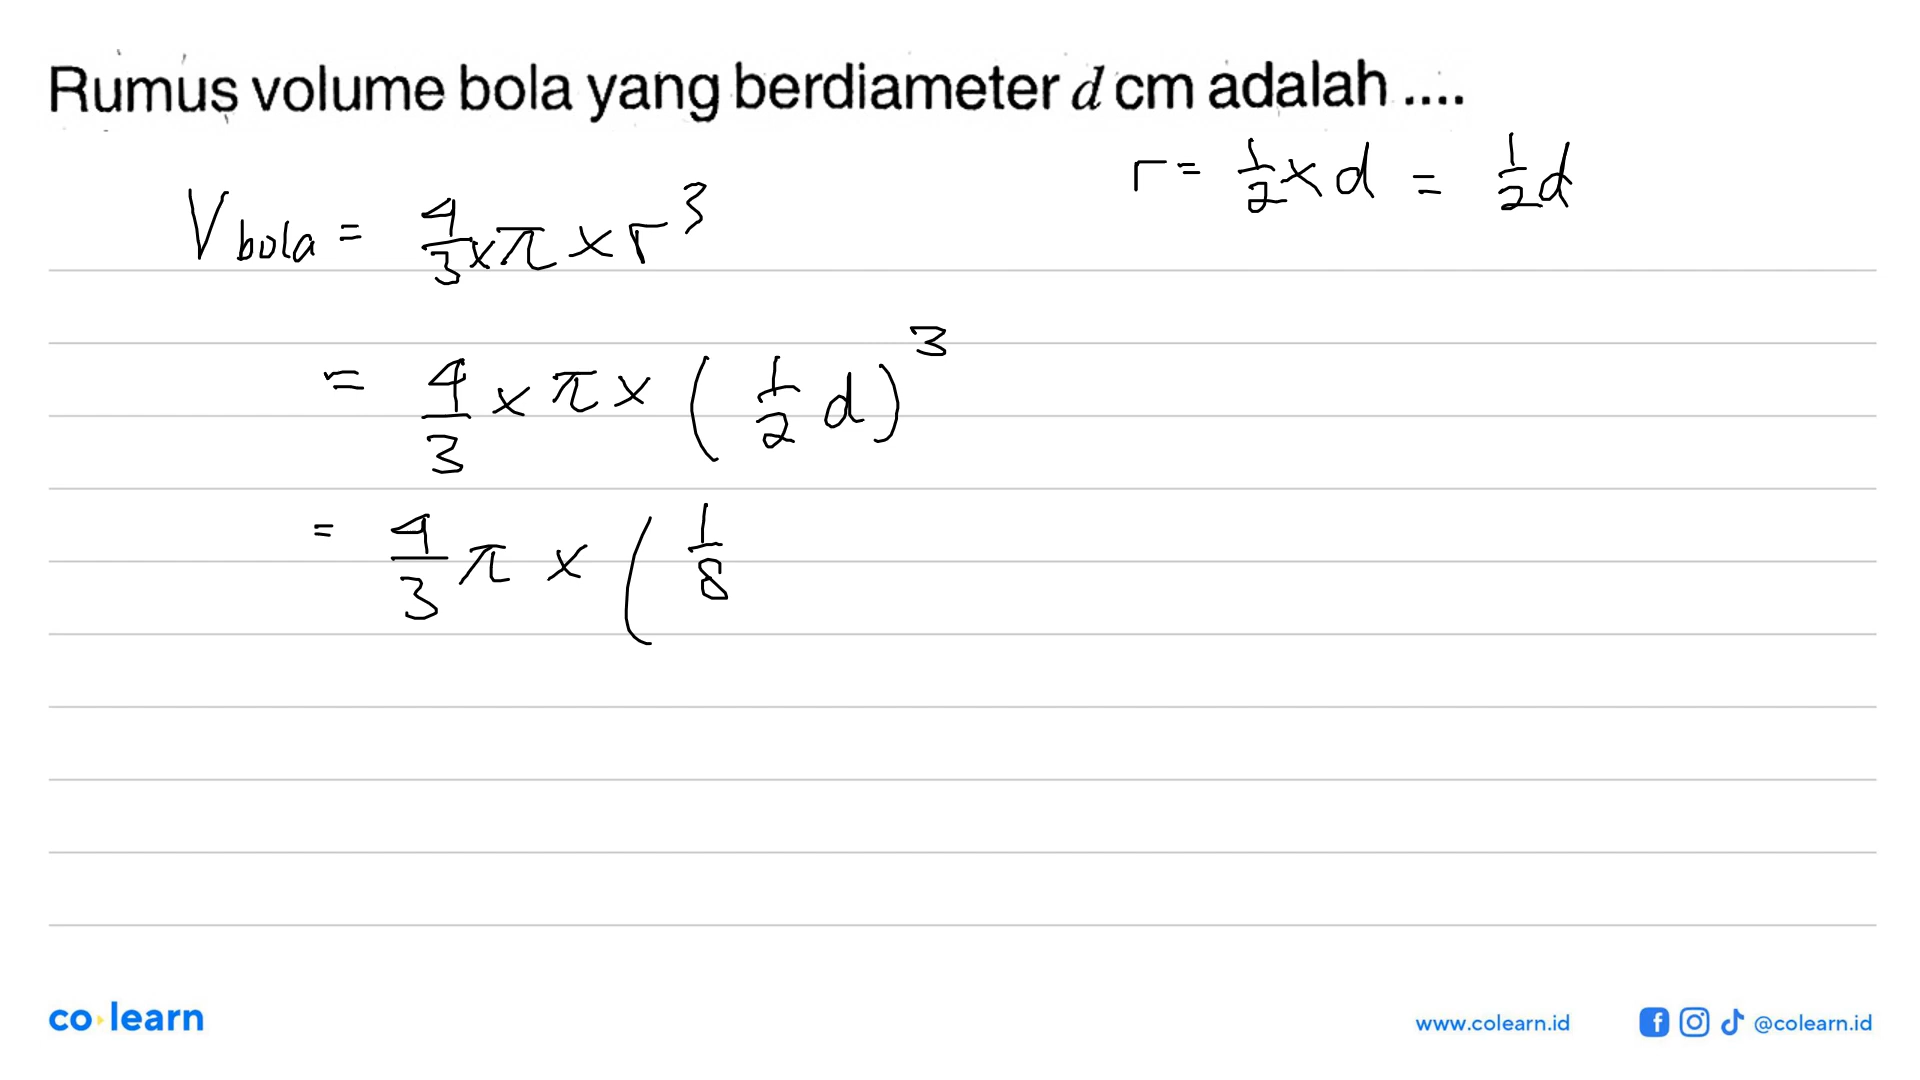 Rumus volume bola yang berdiameter d cm adalah ....
r = 1/2 × d = 1/2 d
V bola = 4/3 × π × r³
= 4/3 × π × (1/2 d)³
= 4/3 π × (1/8
co learn
www.colearn.id
@colearn.id